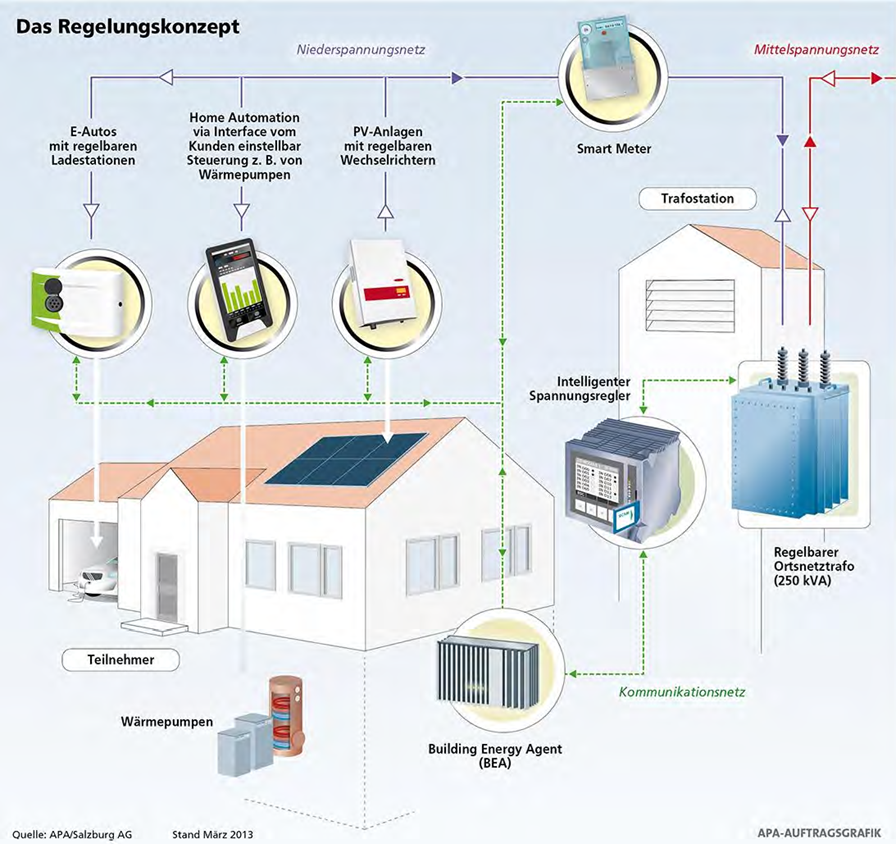 Das Regelungskonzept
Niederspannungsnetz
Mittelspannungsnetz
E-Autos
mit regelbaren
Ladestationen
Home Automation
via Interface vom
Kunden einstellbar
Steuerung z. B. von
Wärmepumpen
PV-Anlagen
mit regelbaren
Wechselrichtern
Smart Meter
Trafostation
Intelligenter
Spannungsregler
Regelbarer
Ortsnetztrafo
(250 kVA)
Teilnehmer
Kommunikationsnetz
Wärmepumpen
Building Energy Agent
(BEA)
Quelle: APA/Salzburg AG
Stand März 2013
APA-AUFTRAGSGRAFIK